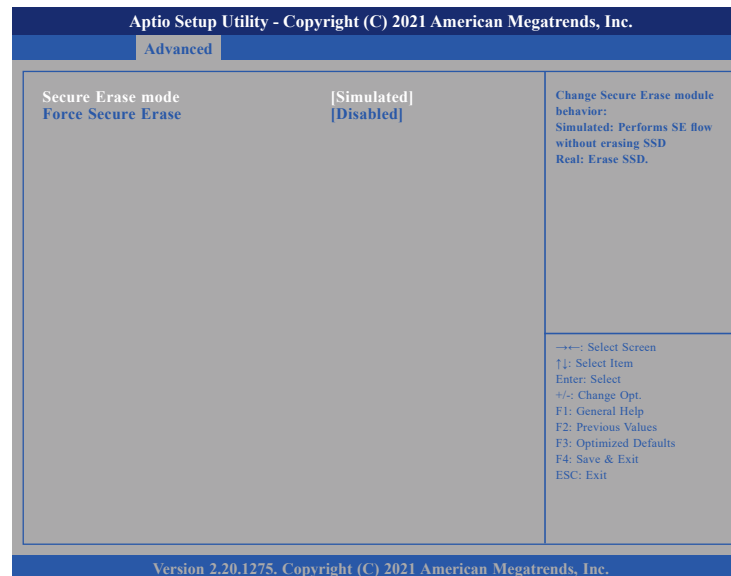 Aptio Setup Utility - Copyright (C) 2021 American Megatrends, Inc.
Advanced
Secure Erase mode [Simulated]
Force Secure Erase [Disabled]
Change Secure Erase module
behavior:
Simulated: Performs SE flow
without erasing SSD
Real: Erase SSD.
→←: Select Screen
↑↓: Select Item
Enter: Select
+/-: Change Opt.
F1: General Help
F2: Previous Values
F3: Optimized Defaults
F4: Save & Exit
ESC: Exit
Version 2.20.1275. Copyright (C) 2021 American Megatrends, Inc.